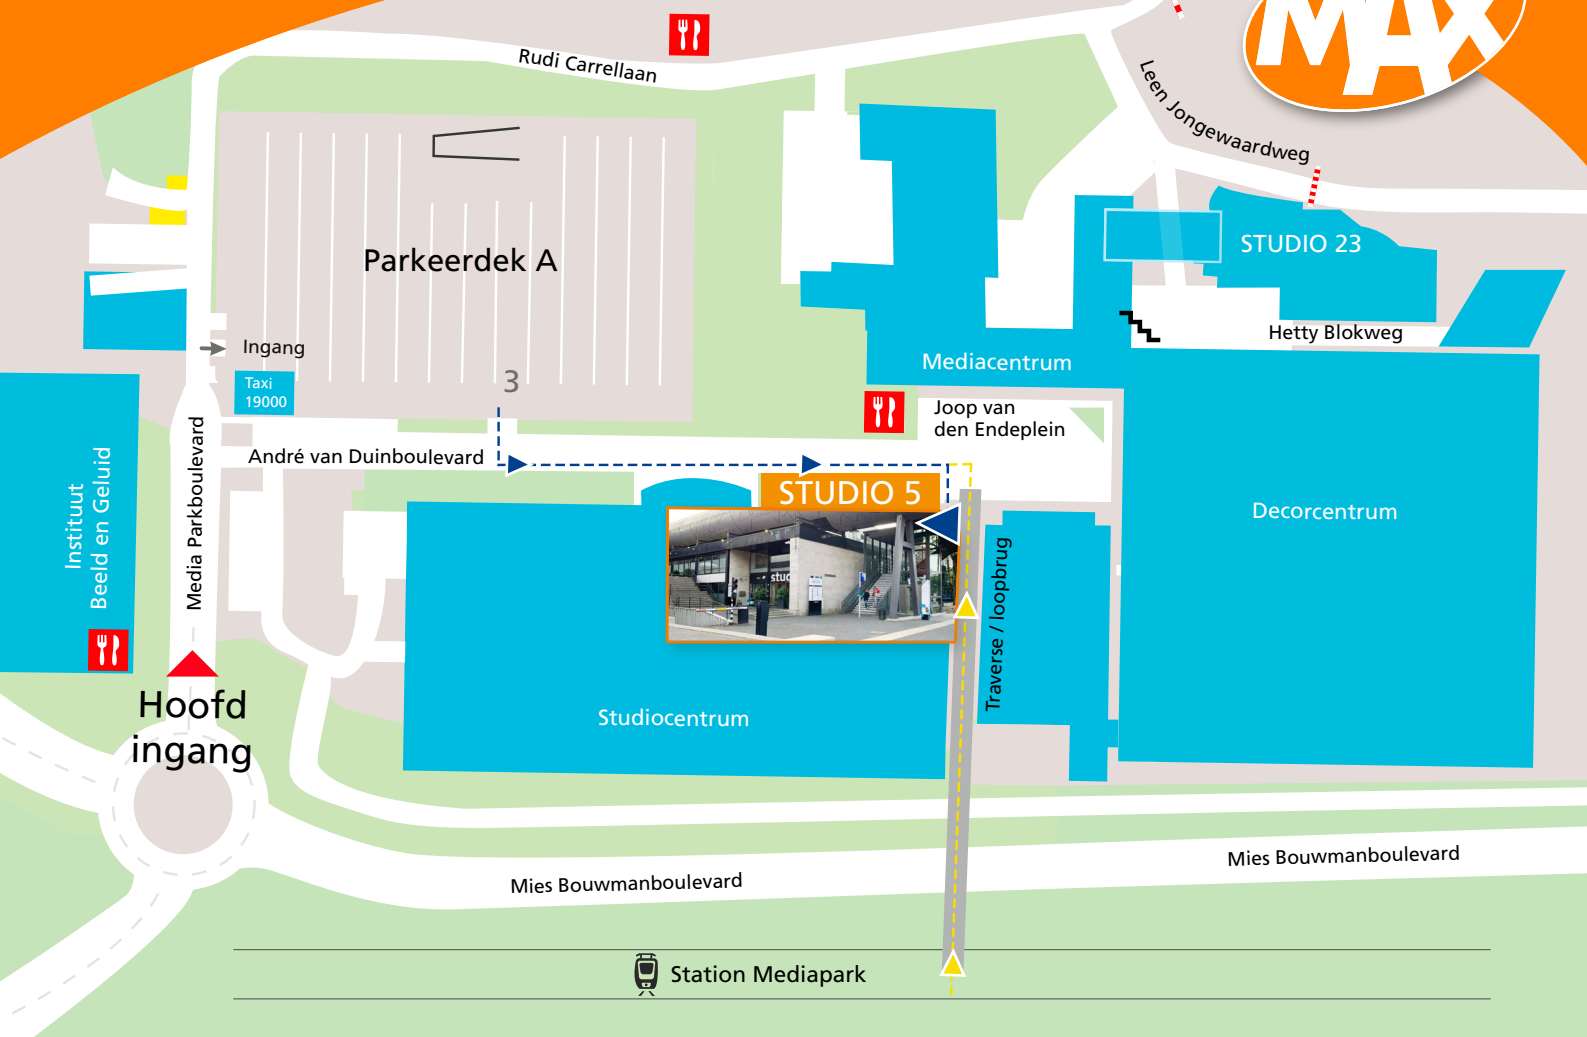 MAX
Rudi Carrellaan
Leen Jongewaardweg
Parkeerdek A
STUDIO 23
Ingang
Hetty Blokweg
Mediacentrum
3
Taxi
19000
Joop van
den Endeplein
André van Duinboulevard
Media Parkboulevard
Instituut
Beeld en Geluid
STUDIO 5
stud
Decorcentrum
Traverse / loopbrug
Hoofd
ingang
Studiocentrum
Mies Bouwmanboulevard
Mies Bouwmanboulevard
Station Mediapark